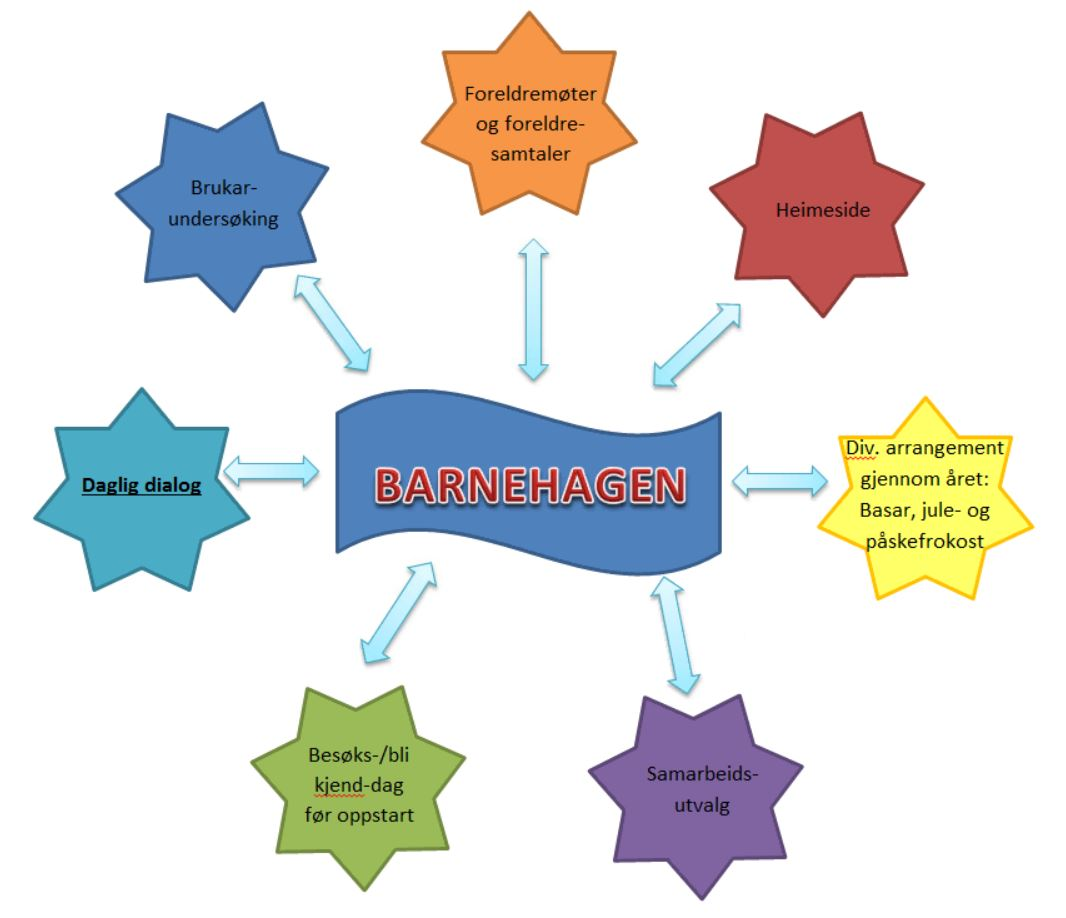 Foreldremøter
og foreldre-
samtaler
Brukar-
undersøking
Heimeside
BARNEHAGEN
Daglig dialog
Div. arrangement
gjennom året:
Basar, jule- og
påskefrokost
Besøks-/bli
kjend-dag
før oppstart
Samarbeids-
utvalg